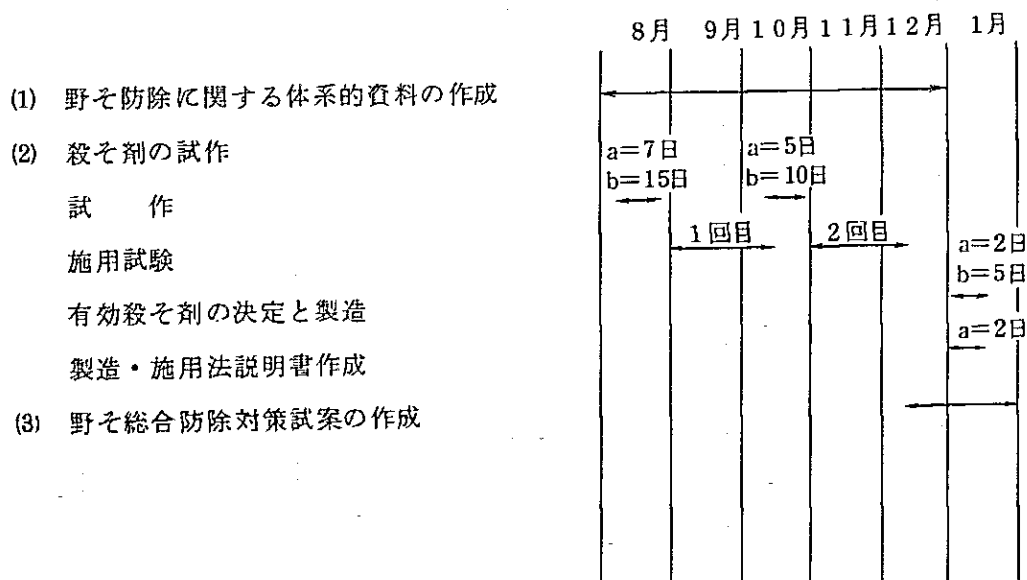 8月 9月 10月 11月 12月 1月
(1) 野そ防除に関する体系的資料の作成
(2) 殺そ剤の試作
a=7日 a=5日
b=15日 b=10日
試作
1回目 2回目
施用試験
a=2日
b=5日
有効殺そ剤の決定と製造
a=2日
製造・施用法説明書作成
(3) 野そ総合防除対策試案の作成